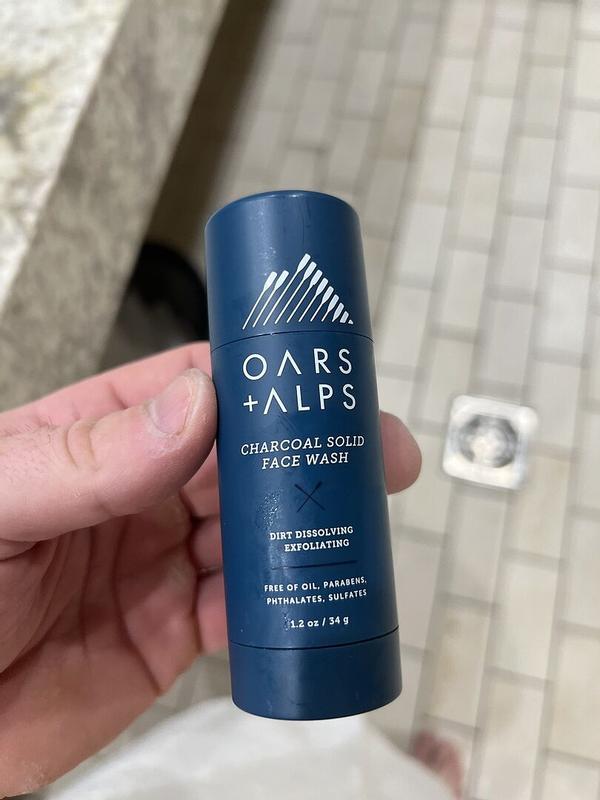 OARS
+ALPS
CHARCOAL SOLID
FACE WASH
DIRT DISSOLVING
EXFOLIATING
FREE OF OIL, PARABENS,
PHTHALATES, SULFATES
1.2 oz / 34 g